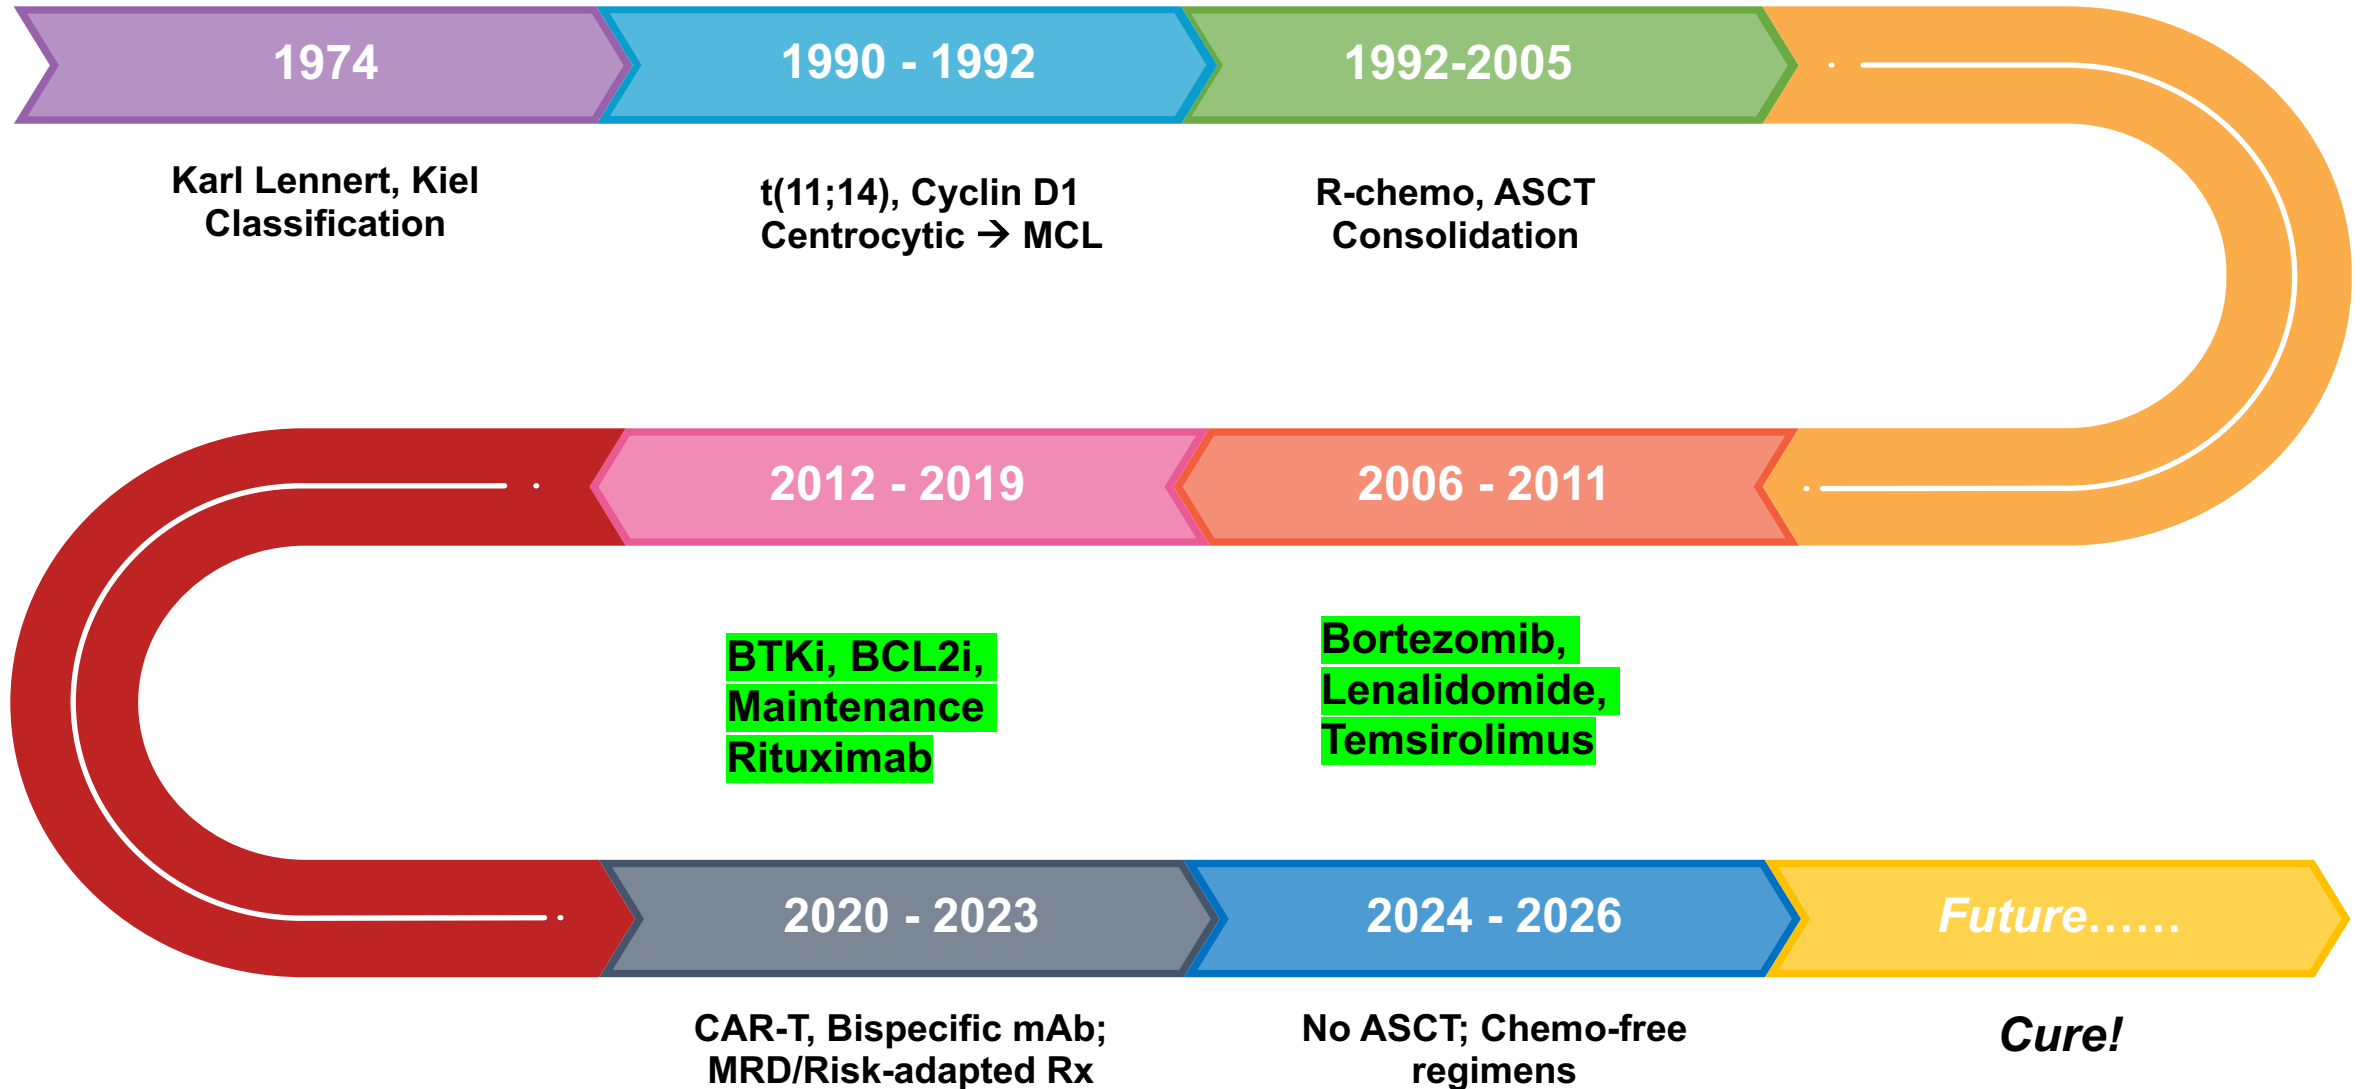 1974
Karl Lennert, Kiel
Classification
1990 - 1992
t(11;14), Cyclin D1
Centrocytic → MCL
1992-2005
R-chemo, ASCT
Consolidation
2006 - 2011
Bortezomib,
Lenalidomide,
Temsirolimus
2012 - 2019
BTKi, BCL2i,
Maintenance
Rituximab
2020 - 2023
CAR-T, Bispecific mAb;
MRD/Risk-adapted Rx
2024 - 2026
No ASCT; Chemo-free
regimens
Future......
Cure!